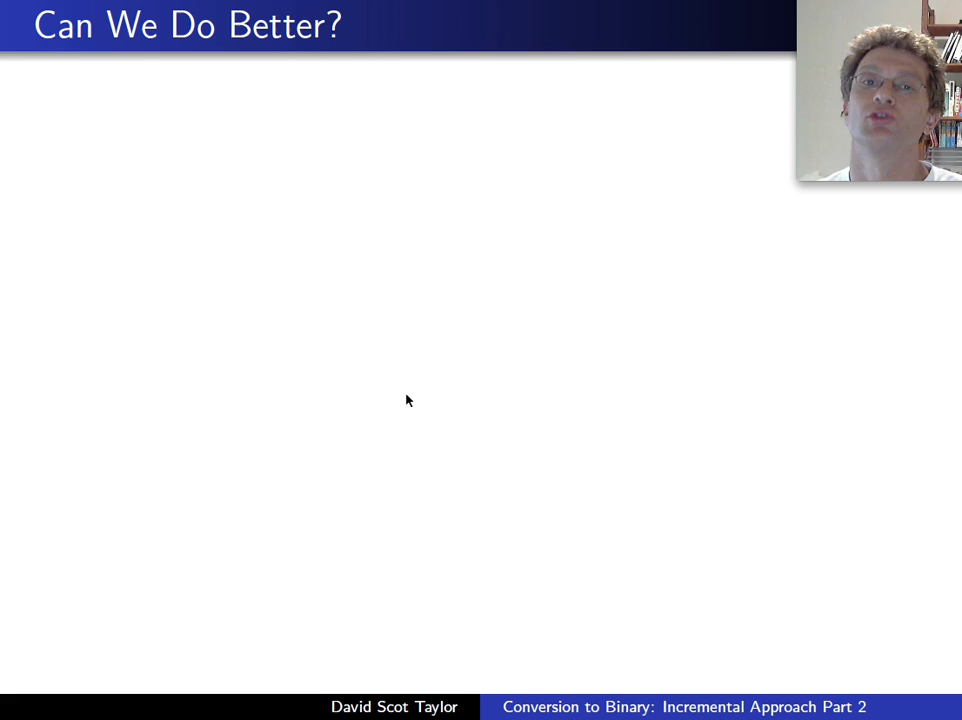 Can We Do Better?
David Scot Taylor
Conversion to Binary: Incremental Approach Part 2